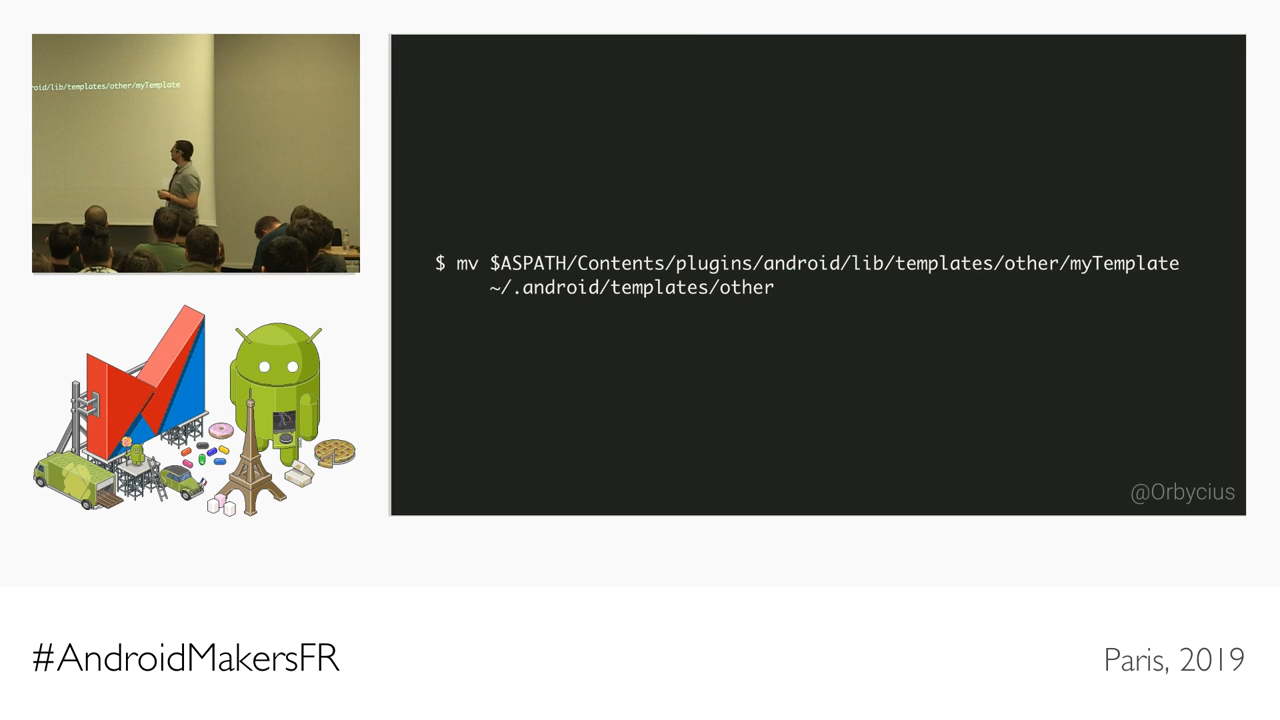 roid/lib/templates/other/myTemplate
$ mv $ASPATH/Contents/plugins/android/lib/templates/other/myTemplate
~/.android/templates/other
@Orbycius
#AndroidMakersFR
Paris, 2019